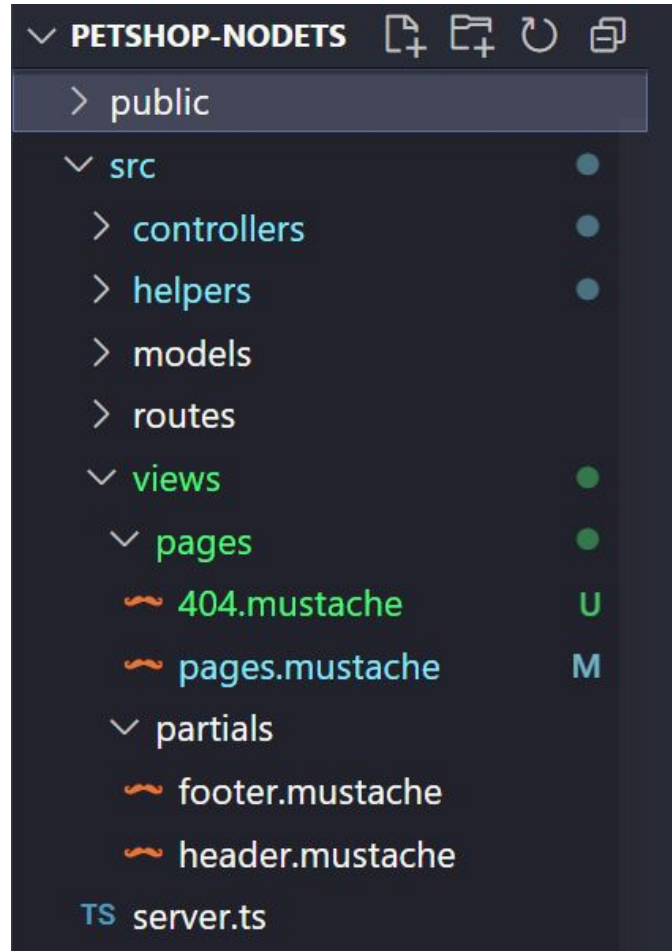 PETSHOP-NODETS
public
src
controllers
helpers
models
routes
views
pages
404.mustache U
pages.mustache M
partials
footer.mustache
header.mustache
TS server.ts